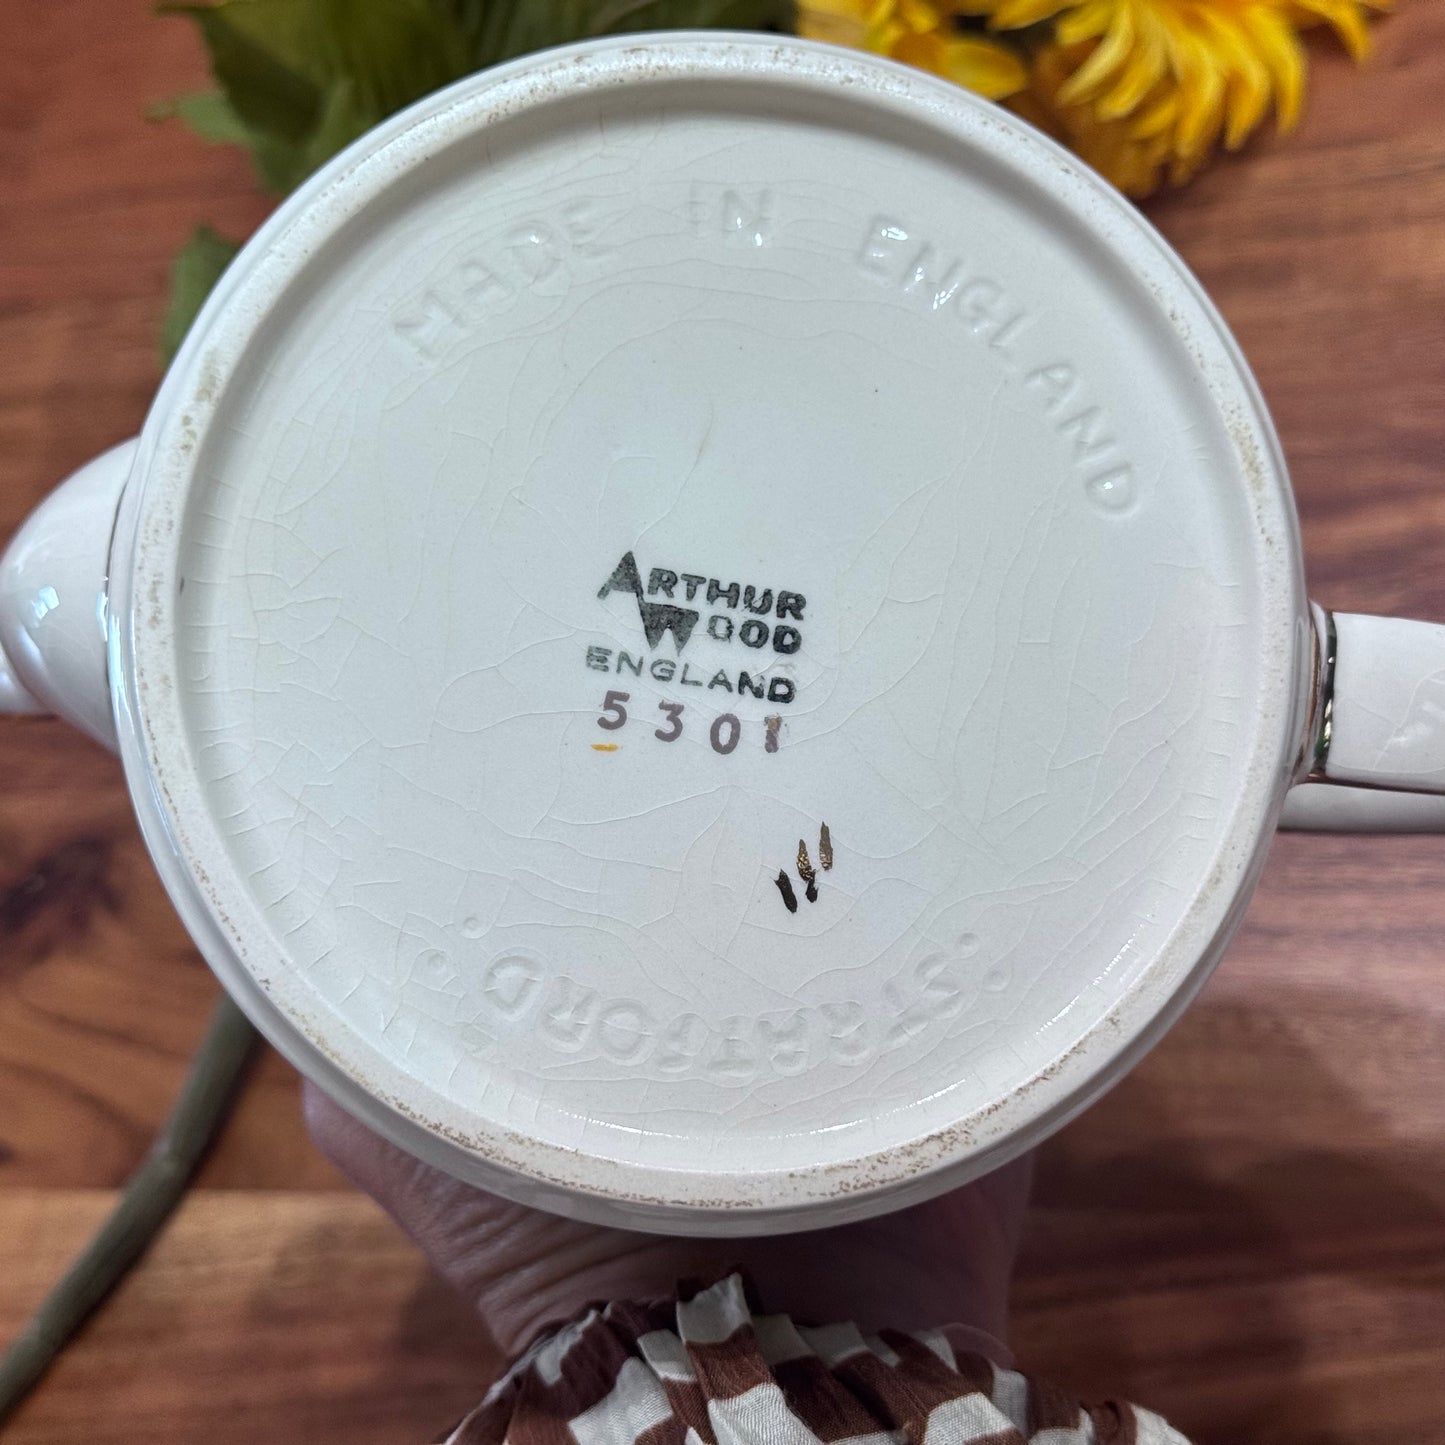 MADE IN ENGLAND
ARTHUR
WOOD
ENGLAND
5301
STRATFORD